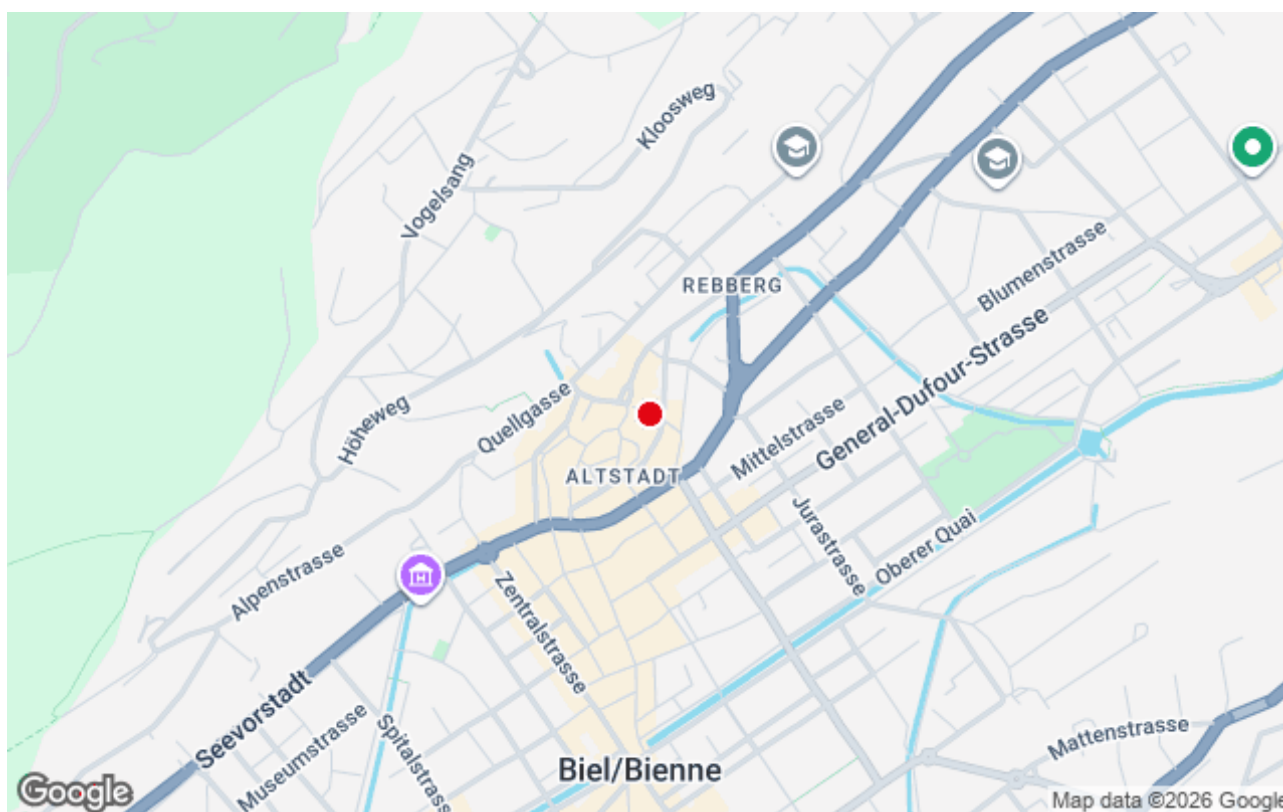 Kloosweg
Vogelsang
REBBERG
Blumenstrasse
General-Dufour-Strasse
Höheweg
Quellgasse
Mittelstrasse
ALTSTADT
Jurastrasse
Oberer Quai
Alpenstrasse
Zentralstrasse
Seevorstadt
Museumstrasse
Spitalstrasse
Mattenstrasse
Biel/Bienne
Google
Map data ©2026 Google